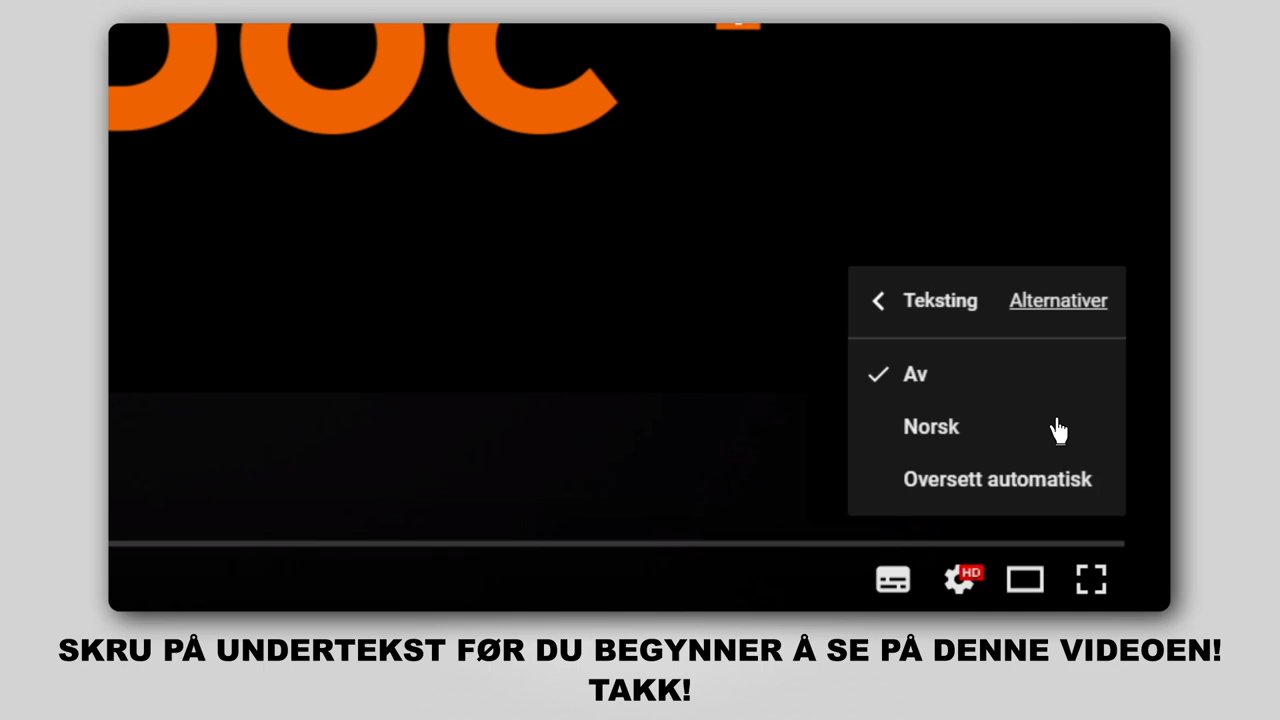 Teksting Alternativer
Av
Norsk
Oversett automatisk
HD
SKRU PÅ UNDERTEKST FØR DU BEGYNNER Å SE PÅ DENNE VIDEOEN!
TAKK!